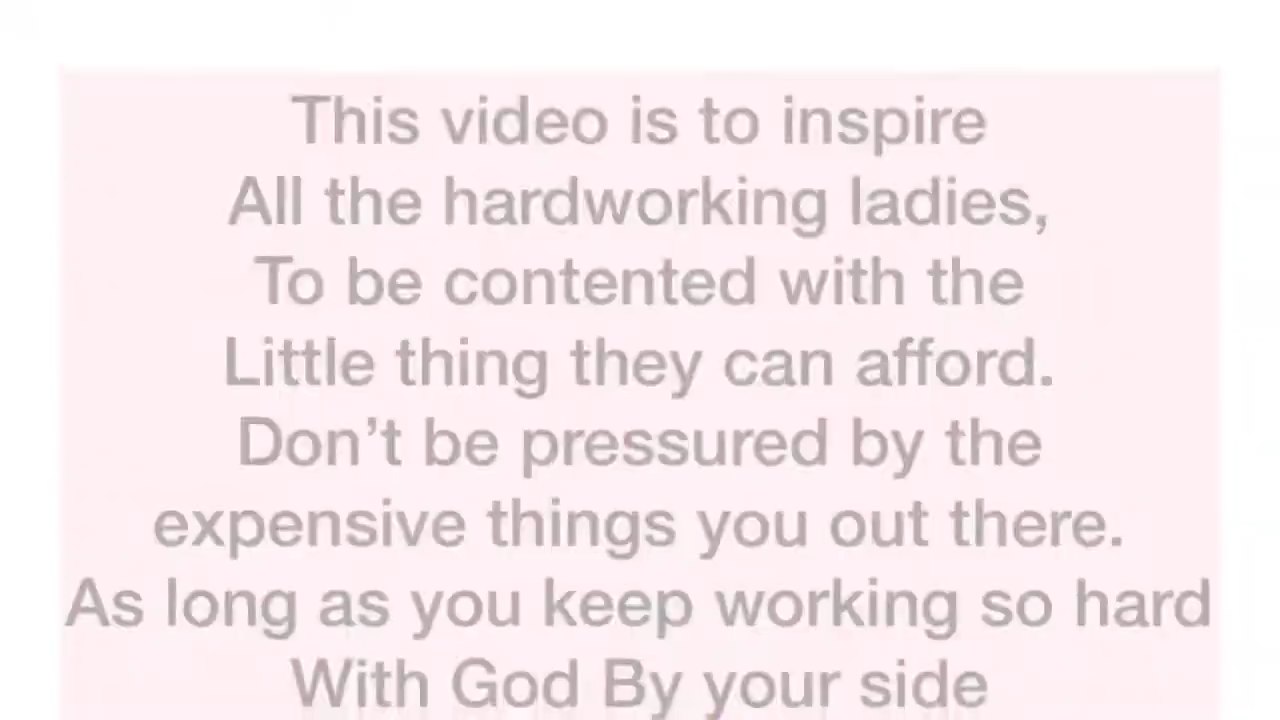 This video is to inspire
All the hardworking ladies,
To be contented with the
Little thing they can afford.
Don’t be pressured by the
expensive things you out there.
As long as you keep working so hard
With God By your side